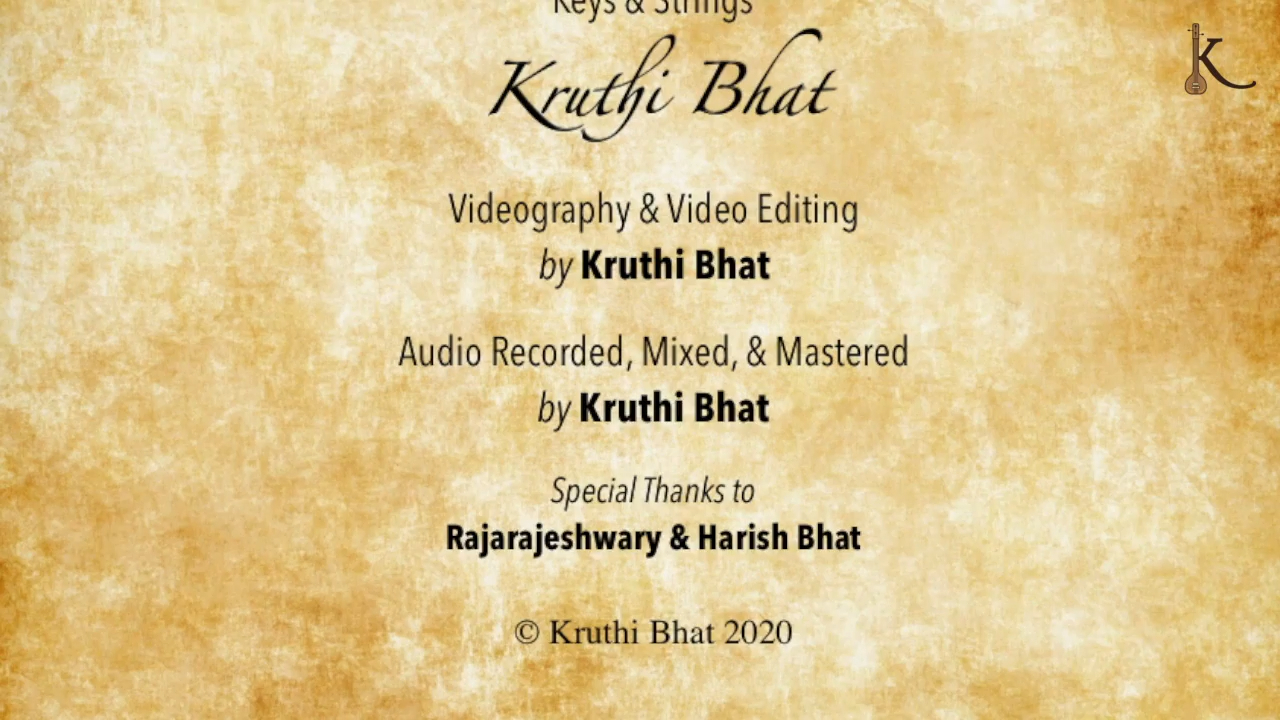 Keys & Strings
Kruthi Bhat
Videography & Video Editing
by Kruthi Bhat
Audio Recorded, Mixed, & Mastered
by Kruthi Bhat
Special Thanks to
Rajarajeshwary & Harish Bhat
© Kruthi Bhat 2020
K